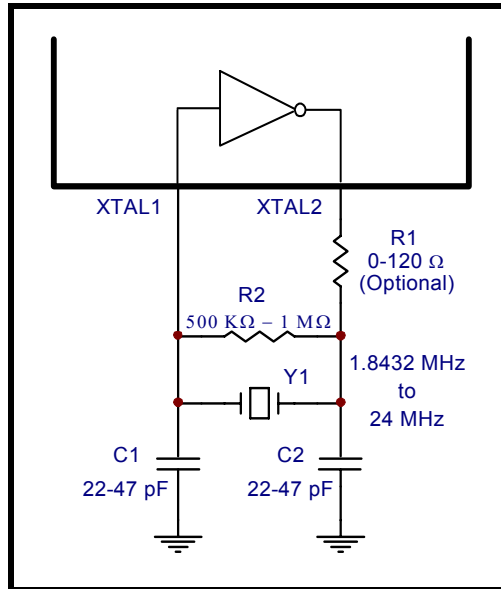 XTAL1
XTAL2
R1
0-120 Ω
(Optional)
R2
500 KΩ – 1 MΩ
Y1
1.8432 MHz
to
24 MHz
C1
22-47 pF
C2
22-47 pF